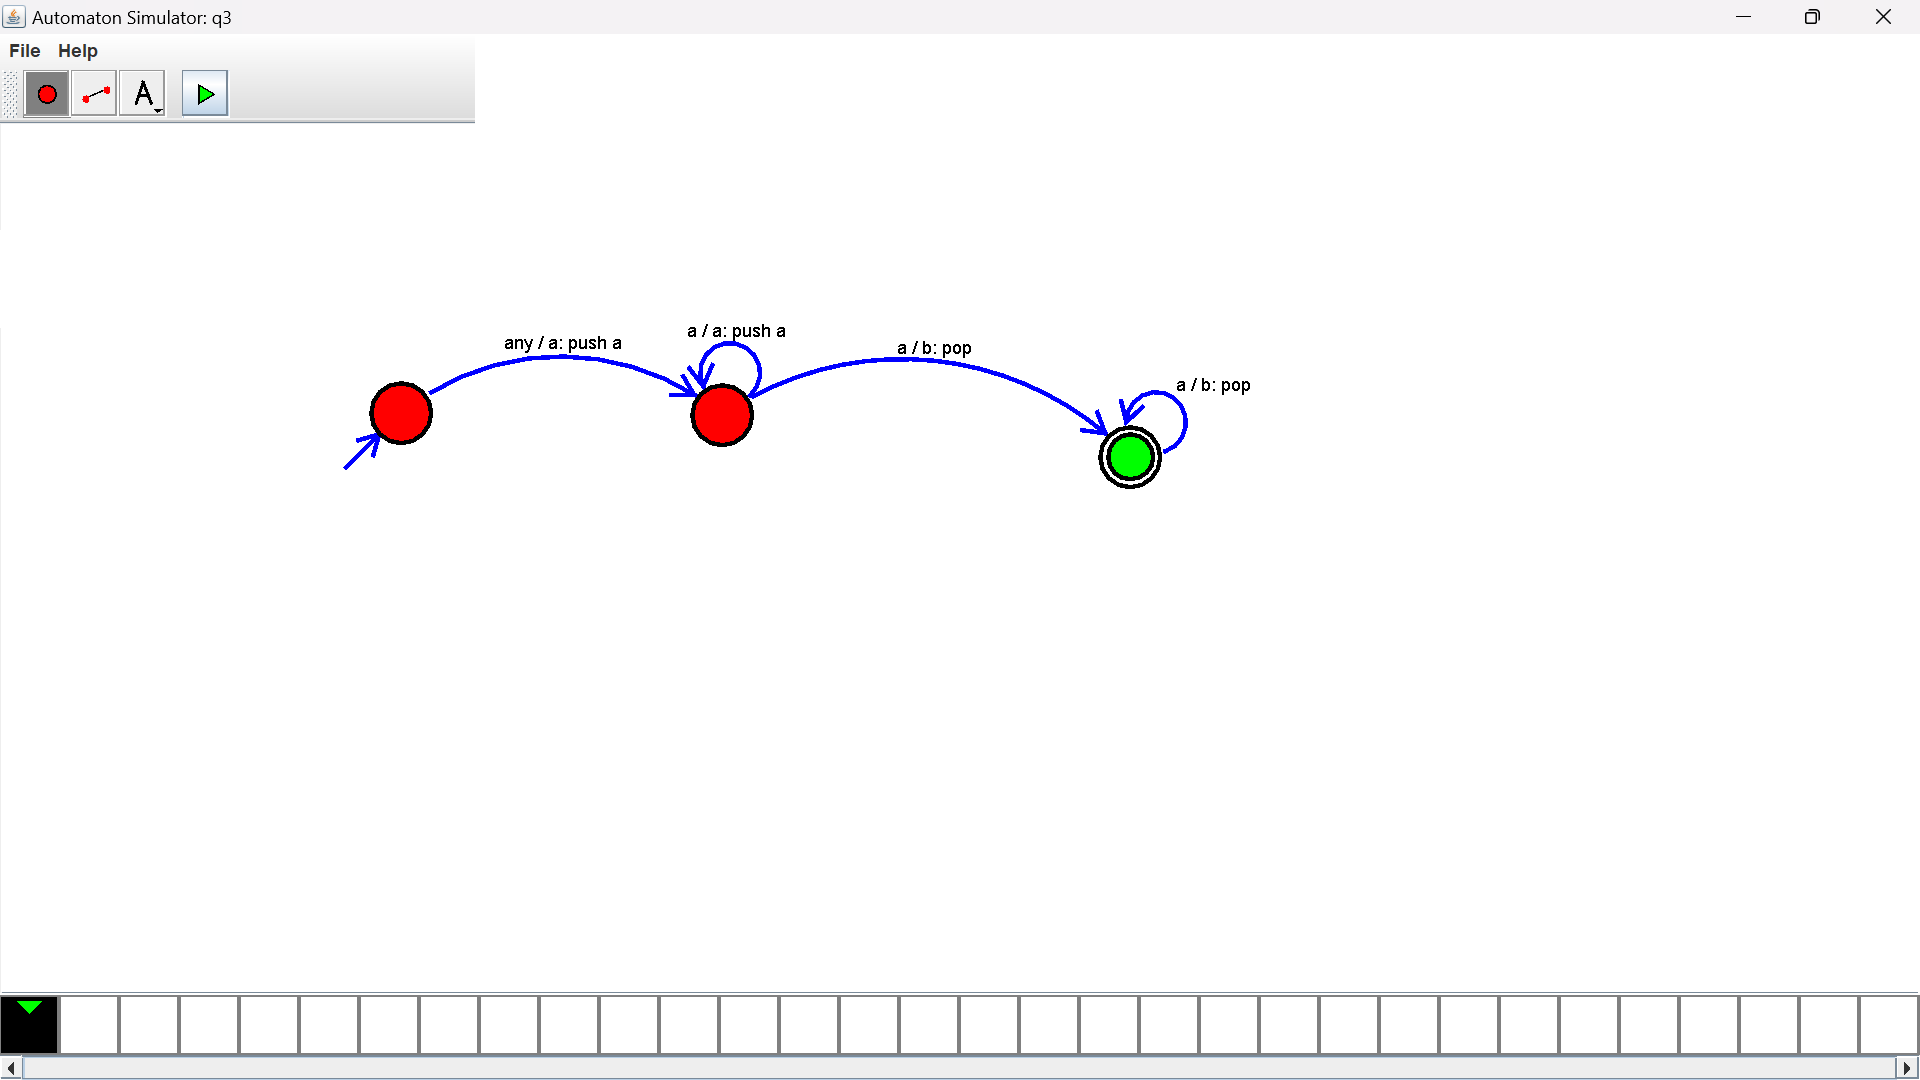 Automaton Simulator: q3
File Help
A
a / a: push a
any / a: push a
a / b: pop
a / b: pop